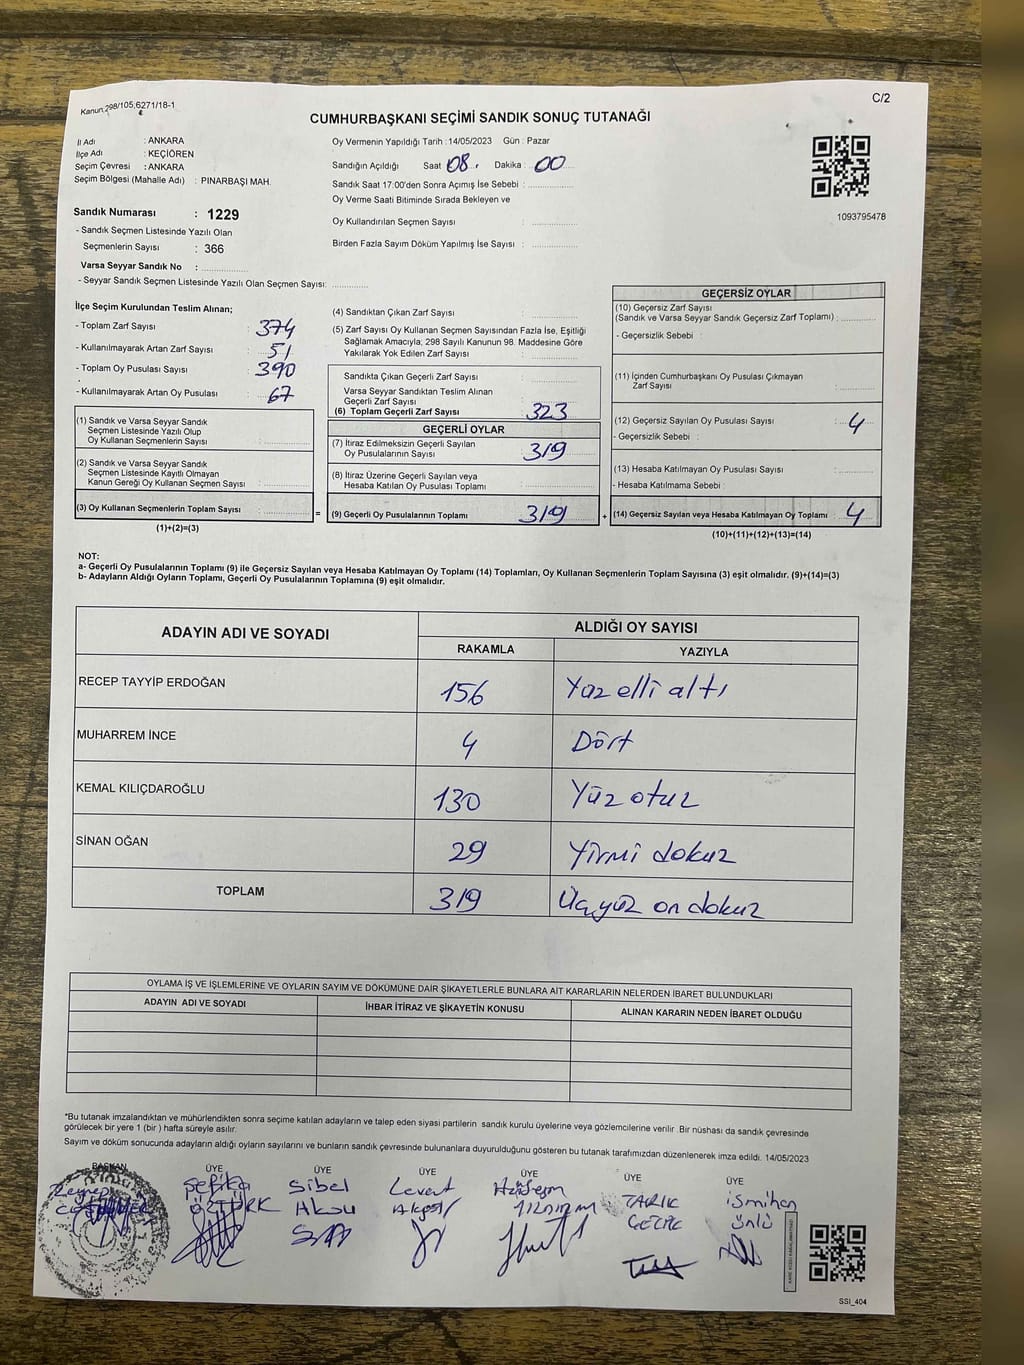 Kanun:298/105,6271/18-1
C/2
CUMHURBAŞKANI SEÇİMİ SANDIK SONUÇ TUTANAĞI
İl Adı : ANKARA
İlçe Adı : KEÇİÖREN
Seçim Çevresi : ANKARA
Seçim Bölgesi (Mahalle Adı) : PINARBAŞI MAH.
Sandık Numarası : 1229
- Sandık Seçmen Listesinde Yazılı Olan
Seçmenlerin Sayısı : 366
Varsa Seyyar Sandık No :
- Seyyar Sandık Seçmen Listesinde Yazılı Olan Seçmen Sayısı:
Oy Vermenin Yapıldığı Tarih :14/05/2023 Gün : Pazar
Sandığın Açıldığı Saat : 08 Dakika : 00
Sandık Saat 17:00'den Sonra Açımış İse Sebebi :
Oy Verme Saati Bitiminde Sırada Bekleyen ve
Oy Kullandırılan Seçmen Sayısı :
Birden Fazla Sayım Döküm Yapılmış İse Sayısı :
1093795478
İlçe Seçim Kurulundan Teslim Alınan;
- Toplam Zarf Sayısı : 374
- Kullanılmayarak Artan Zarf Sayısı : 51
- Toplam Oy Pusulası Sayısı : 390
- Kullanılmayarak Artan Oy Pusulası : 67
(1) Sandık ve Varsa Seyyar Sandık
Seçmen Listesinde Yazılı Olup
Oy Kullanan Seçmenlerin Sayısı :
(2) Sandık ve Varsa Seyyar Sandık
Seçmen Listesinde Kayıtlı Olmayan
Kanun Gereği Oy Kullanan Seçmen Sayısı :
(3) Oy Kullanan Seçmenlerin Toplam Sayısı : =
(1)+(2)=(3)
(4) Sandıktan Çıkan Zarf Sayısı :
(5) Zarf Sayısı Oy Kullanan Seçmen Sayısından Fazla İse, Eşitliği
Sağlamak Amacıyla, 298 Sayılı Kanunun 98. Maddesine Göre
Yakılarak Yok Edilen Zarf Sayısı :
Sandıkta Çıkan Geçerli Zarf Sayısı :
Varsa Seyyar Sandıktan Teslim Alınan
Geçerli Zarf Sayısı :
(6) Toplam Geçerli Zarf Sayısı : 323
GEÇERLİ OYLAR
(7) İtiraz Edilmeksizin Geçerli Sayılan
Oy Pusulalarının Sayısı : 319
(8) İtiraz Üzerine Geçerli Sayılan veya
Hesaba Katılan Oy Pusulası Toplamı :
(9) Geçerli Oy Pusulalarının Toplamı : 319 +
GEÇERSİZ OYLAR
(10) Geçersiz Zarf Sayısı
(Sandık ve Varsa Seyyar Sandık Geçersiz Zarf Toplamı) :
- Geçersizlik Sebebi :
(11) İçinden Cumhurbaşkanı Oy Pusulası Çıkmayan
Zarf Sayısı :
(12) Geçersiz Sayılan Oy Pusulası Sayısı : 4
- Geçersizlik Sebebi :
(13) Hesaba Katılmayan Oy Pusulası Sayısı :
- Hesaba Katılmama Sebebi :
(14) Geçersiz Sayılan veya Hesaba Katılmayan Oy Toplamı : 4
(10)+(11)+(12)+(13)=(14)
NOT:
a- Geçerli Oy Pusulalarının Toplamı (9) ile Geçersiz Sayılan veya Hesaba Katılmayan Oy Toplamı (14) Toplamları, Oy Kullanan Seçmenlerin Toplam Sayısına (3) eşit olmalıdır. (9)+(14)=(3)
b- Adayların Aldığı Oyların Toplamı, Geçerli Oy Pusulalarının Toplamına (9) eşit olmalıdır.
ADAYIN ADI VE SOYADI
ALDIĞI OY SAYISI
RAKAMLA YAZIYLA
RECEP TAYYİP ERDOĞAN 156 Yüz elli altı
MUHARREM İNCE 4 Dört
KEMAL KILIÇDAROĞLU 130 Yüz otuz
SİNAN OĞAN 29 Yirmi dokuz
TOPLAM 319 Üçyüz on dokuz
OYLAMA İŞ VE İŞLEMLERİNE VE OYLARIN SAYIM VE DÖKÜMÜNE DAİR ŞİKAYETLERLE BUNLARA AİT KARARLARIN NELERDEN İBARET BULUNDUKLARI
ADAYIN ADI VE SOYADI İHBAR İTİRAZ VE ŞİKAYETİN KONUSU ALINAN KARARIN NEDEN İBARET OLDUĞU
*Bu tutanak imzalandıktan ve mühürlendikten sonra seçime katılan adayların ve talep eden siyasi partilerin sandık kurulu üyelerine veya gözlemcilerine verilir .Bir nüshası da sandık çevresinde
görülecek bir yere 1 (bir ) hafta süreyle asılır.
Sayım ve döküm sonucunda adayların aldığı oyların sayılarını ve bunların sandık çevresinde bulunanlara duyurulduğunu gösteren bu tutanak tarafımızdan düzenlenerek imza edildi. 14/05/2023
BAŞKAN ÜYE ÜYE ÜYE ÜYE ÜYE ÜYE
Zeynep Şefika Sibel Levent TARIK ismihan
ÖZTÜRK Aksu YILDIRIM ünlü
SSI_404